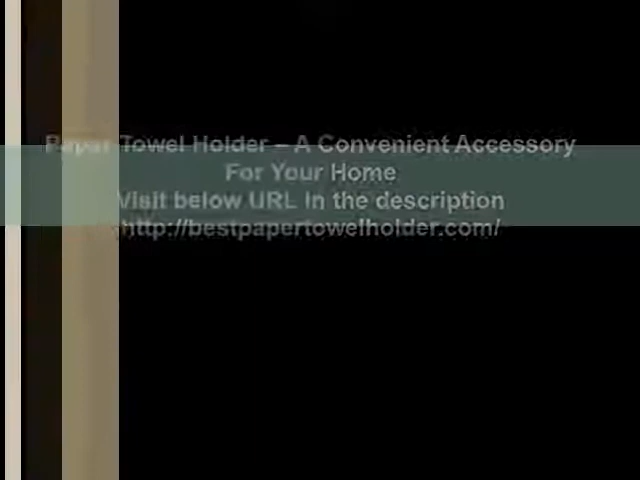 Paper Towel Holder – A Convenient Accessory
For Your Home
Visit below URL in the description
http://bestpapertowelholder.com/